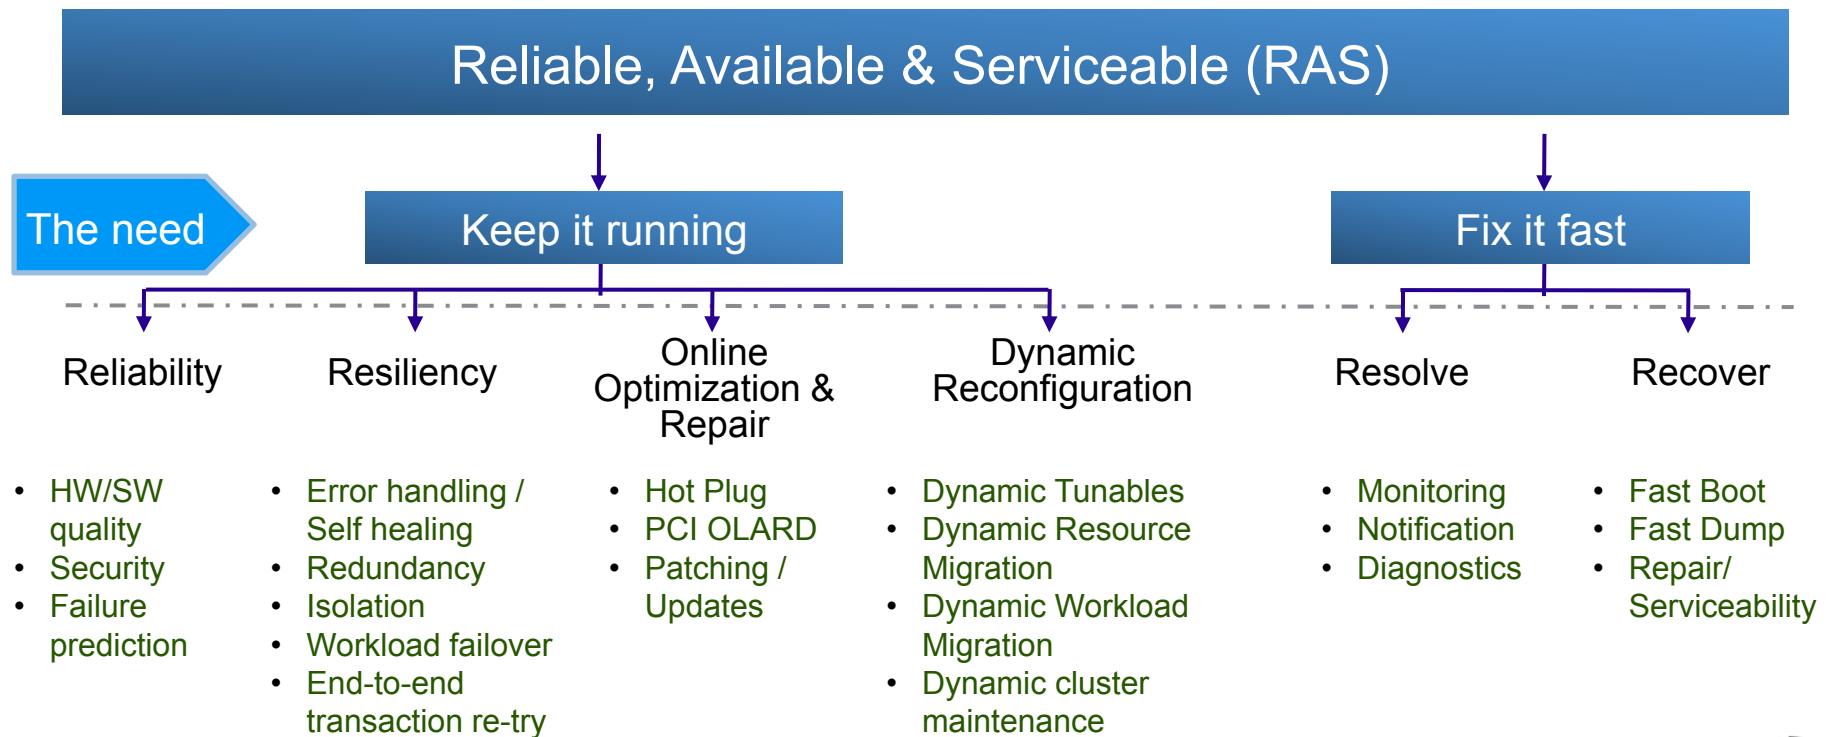 Reliable, Available & Serviceable (RAS)
The need
Keep it running
Fix it fast
Reliability
Resiliency
Online
Optimization &
Repair
Dynamic
Reconfiguration
Resolve
Recover
• HW/SW
quality
• Security
• Failure
prediction
• Error handling /
Self healing
• Redundancy
• Isolation
• Workload failover
• End-to-end
transaction re-try
• Hot Plug
• PCI OLARD
• Patching /
Updates
• Dynamic Tunables
• Dynamic Resource
Migration
• Dynamic Workload
Migration
• Dynamic cluster
maintenance
• Monitoring
• Notification
• Diagnostics
• Fast Boot
• Fast Dump
• Repair/
Serviceability